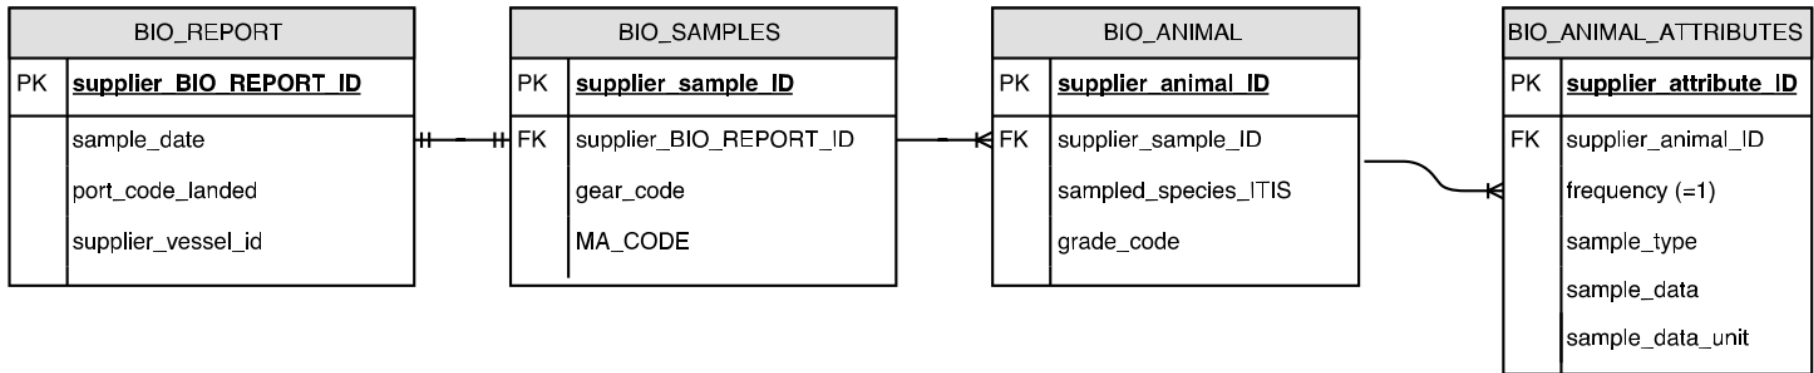 BIO_REPORT
PK supplier_BIO_REPORT_ID
sample_date
port_code_landed
supplier_vessel_id
BIO_SAMPLES
PK supplier_sample_ID
FK supplier_BIO_REPORT_ID
gear_code
MA_CODE
BIO_ANIMAL
PK supplier_animal_ID
FK supplier_sample_ID
sampled_species_ITIS
grade_code
BIO_ANIMAL_ATTRIBUTES
PK supplier_attribute_ID
FK supplier_animal_ID
frequency (=1)
sample_type
sample_data
sample_data_unit